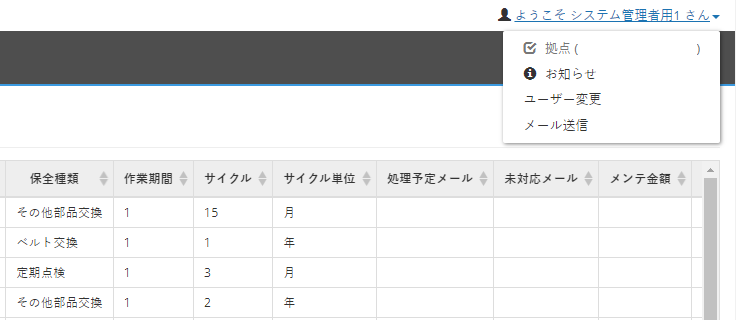 ようこそ システム管理者用1 さん
拠点 ( )
お知らせ
ユーザー変更
メール送信
保全種類 作業期間 サイクル サイクル単位 処理予定メール 未対応メール メンテ金額
その他部品交換 1 15 月
ベルト交換 1 1 年
定期点検 1 3 月
その他部品交換 1 2 年